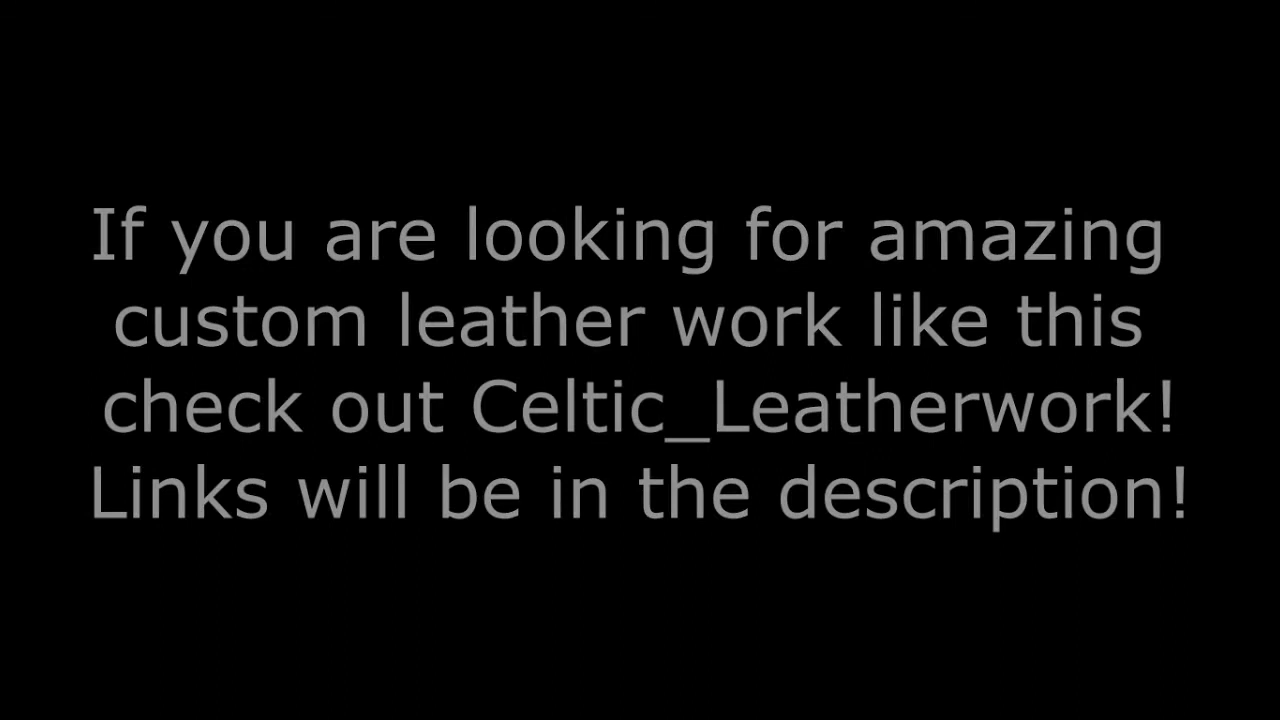 If you are looking for amazing
custom leather work like this
check out Celtic_Leatherwork!
Links will be in the description!